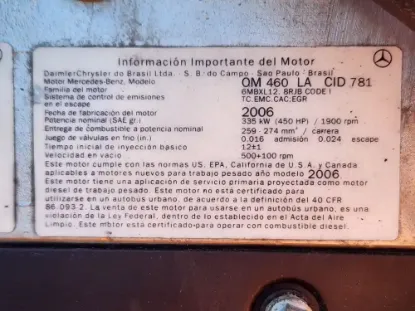 Información Importante del Motor
DaimlerChrysler do Brasil Ltda. - S. B. do Campo - Sao Paulo - Brasil
Motor Mercedes-Benz, Modelo OM 460 LA CID 781
Familia del motor 6MBXL12. 8RJB CODE 1
Sistema de control de emisiones TC,EMC,CAC,EGR
en el escape
Fecha de fabricación del motor 2006
Potencia nominal (SAE gr.) 335 kW (450 HP) / 1900 rpm
Entrega de combustible a potencia nominal 259-274 mm³ / carrera
Juego de válvulas en frío (in.) 0.016 admisión 0.024 escape
Tiempo inicial de inyección básico 12±1
Velocidad en vacío 500±100 rpm
Este motor cumple con las normas US, EPA, California de U.S.A. y Canada
aplicables a motores nuevos para trabajo pesado año modelo 2006
Este motor tiene una aplicación de servicio primaria proyectada como motor
diesel de trabajo pesado. Este motor no está certificado para
utilizarse en un autobús urbano, de acuerdo a la definición del 40 CFR
86.093 2. La venta de este motor para usarse en un autobús urbano, es una
violación de la Ley Federal, dentro de lo establecido en el Acta del Aire
Limpio. Este motor está certificado para operar con combustible diesel.